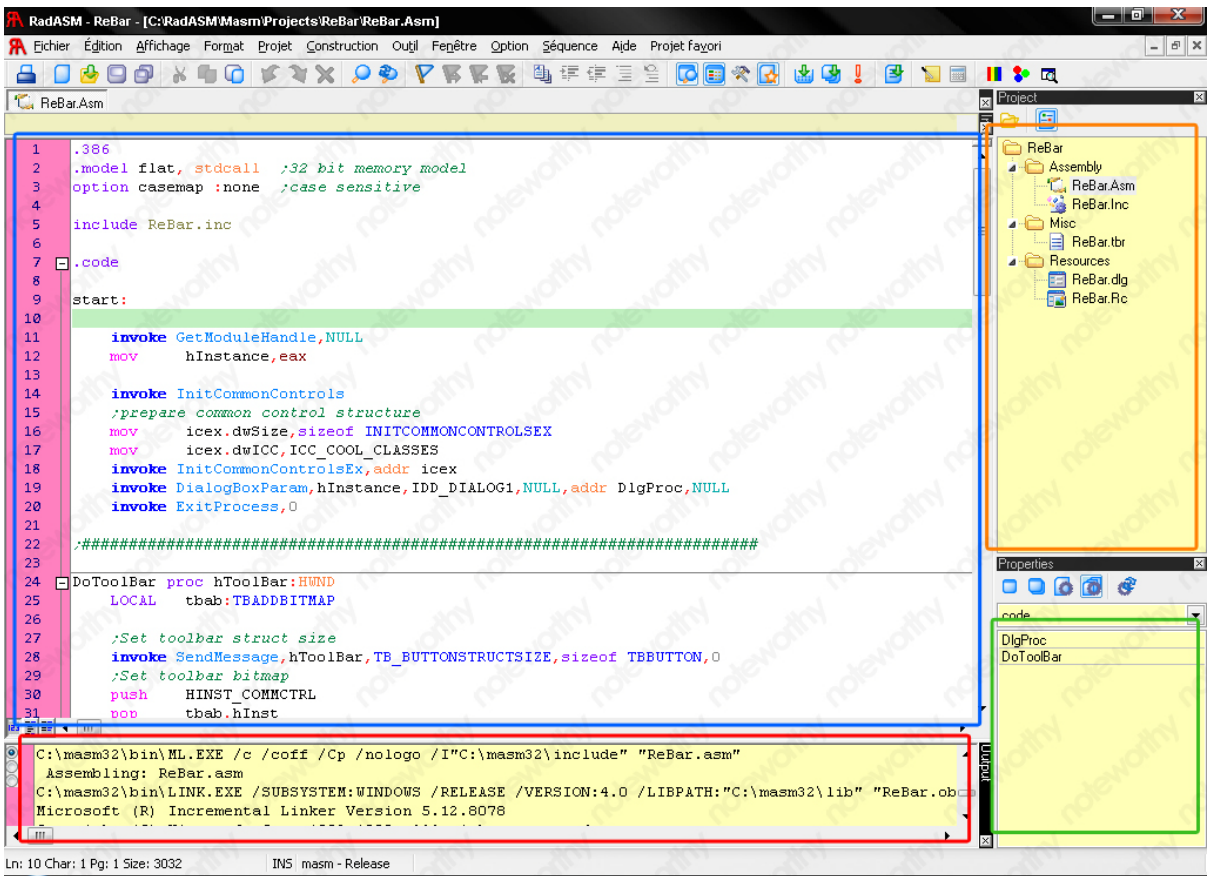 RadASM - ReBar - [C:\RadASM\Masm\Projects\ReBar\ReBar.Asm]
Fichier Édition Affichage Format Projet Construction Outil Fenêtre Option Séquence Aide Projet favori
ReBar.Asm
1 .386
2 .model flat, stdcall ;32 bit memory model
3 option casemap :none ;case sensitive
4
5 include ReBar.inc
6
7 .code
8
9 start:
10
11 invoke GetModuleHandle,NULL
12 mov hInstance,eax
13
14 invoke InitCommonControls
15 ;prepare common control structure
16 mov icex.dwSize,sizeof INITCOMMONCONTROLSEX
17 mov icex.dwICC,ICC_COOL_CLASSES
18 invoke InitCommonControlsEx,addr icex
19 invoke DialogBoxParam,hInstance,IDD_DIALOG1,NULL,addr DlgProc,NULL
20 invoke ExitProcess,0
21
22 ;########################################################################
23
24 DoToolBar proc hToolBar:HWND
25 LOCAL tbab:TBADDBITMAP
26
27 ;Set toolbar struct size
28 invoke SendMessage,hToolBar,TB_BUTTONSTRUCTSIZE,sizeof TBBUTTON,0
29 ;Set toolbar bitmap
30 push HINST_COMMCTRL
31 pop tbab.hInst
Project
ReBar
Assembly
ReBar.Asm
ReBar.Inc
Misc
ReBar.tbr
Resources
ReBar.dlg
ReBar.Rc
Properties
code
DlgProc
DoToolBar
C:\masm32\bin\ML.EXE /c /coff /Cp /nologo /I"C:\masm32\include" "ReBar.asm"
Assembling: ReBar.asm
C:\masm32\bin\LINK.EXE /SUBSYSTEM:WINDOWS /RELEASE /VERSION:4.0 /LIBPATH:"C:\masm32\lib" "ReBar.ob
Microsoft (R) Incremental Linker Version 5.12.8078
Output
Ln: 10 Char: 1 Pg: 1 Size: 3032 INS masm - Release
noteworthy